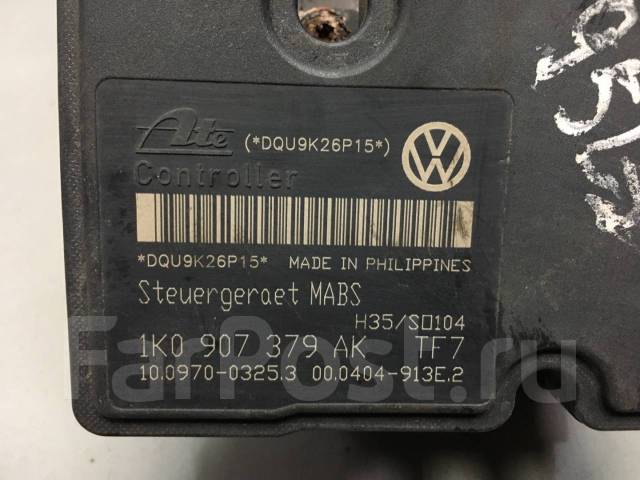 Ate (*DQU9K26P15*)
Controller
*DQU9K26P15* MADE IN PHILIPPINES
Steuergeraet MABS
H35/S0104
1K0 907 379 AK TF7
10.0970-0325.3 00.0404-913E.2
FarPost.ru